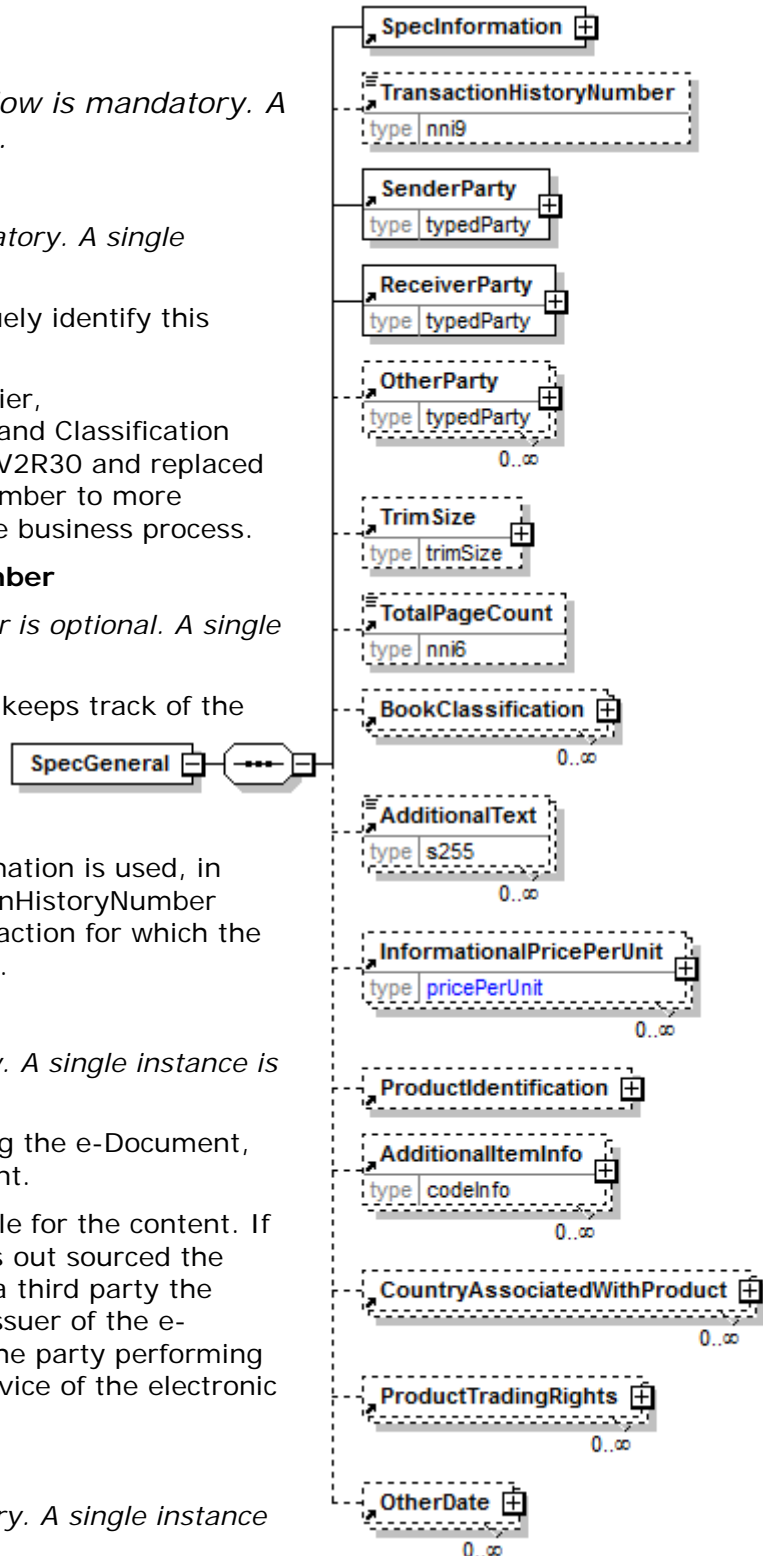 low is mandatory. A
.
atory. A single
uely identify this
ier,
and Classification
V2R30 and replaced
mber to more
e business process.
mber
r is optional. A single
keeps track of the
nation is used, in
nHistoryNumber
action for which the
.
y. A single instance is
g the e-Document,
nt.
le for the content. If
s out sourced the
a third party the
ssuer of the e-
ne party performing
vice of the electronic
ry. A single instance
SpecGeneral
SpecInformation
TransactionHistoryNumber
type nni9
SenderParty
type typedParty
ReceiverParty
type typedParty
OtherParty
type typedParty
0..∞
TrimSize
type trimSize
TotalPageCount
type nni6
BookClassification
0..∞
AdditionalText
type s255
0..∞
InformationalPricePerUnit
type pricePerUnit
0..∞
ProductIdentification
AdditionalItemInfo
type codeInfo
0..∞
CountryAssociatedWithProduct
0..∞
ProductTradingRights
0..∞
OtherDate
0..∞